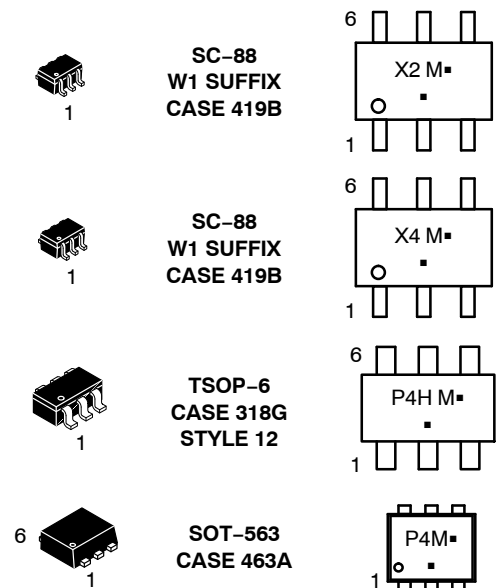 SC−88
W1 SUFFIX
CASE 419B
1
6
X2 M▪
▪
1
SC−88
W1 SUFFIX
CASE 419B
1
6
X4 M▪
▪
1
TSOP−6
CASE 318G
STYLE 12
1
6
P4H M▪
▪
1
SOT−563
CASE 463A
6
1
P4M▪
▪
1